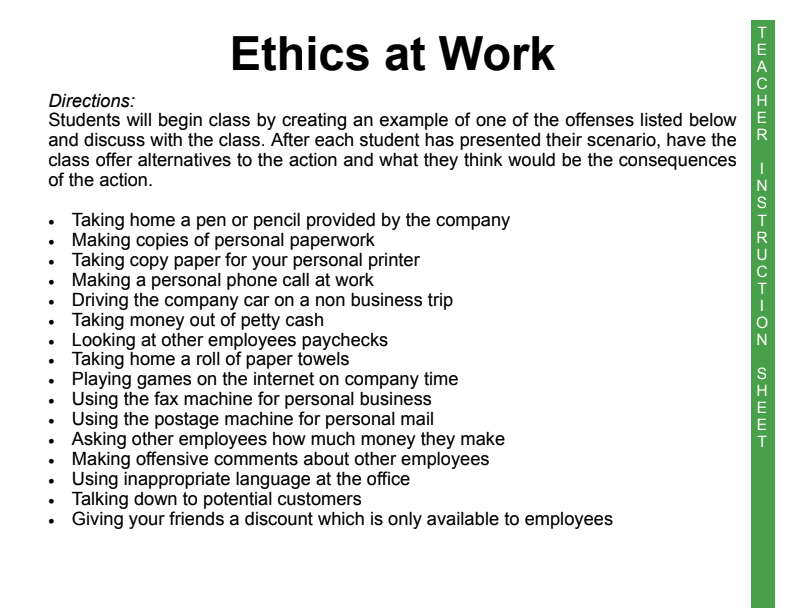 Ethics at Work
Directions:
Students will begin class by creating an example of one of the offenses listed below
and discuss with the class. After each student has presented their scenario, have the
class offer alternatives to the action and what they think would be the consequences
of the action.
• Taking home a pen or pencil provided by the company
• Making copies of personal paperwork
• Taking copy paper for your personal printer
• Making a personal phone call at work
• Driving the company car on a non business trip
• Taking money out of petty cash
• Looking at other employees paychecks
• Taking home a roll of paper towels
• Playing games on the internet on company time
• Using the fax machine for personal business
• Using the postage machine for personal mail
• Asking other employees how much money they make
• Making offensive comments about other employees
• Using inappropriate language at the office
• Talking down to potential customers
• Giving your friends a discount which is only available to employees
TEACHER INSTRUCTION SHEET